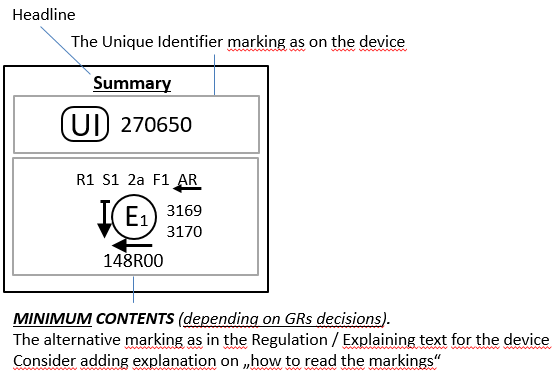 Headline
The Unique Identifier marking as on the device
Summary
UI 270650
R1 S1 2a F1 AR
E1 3169
3170
148R00
MINIMUM CONTENTS (depending on GRs decisions).
The alternative marking as in the Regulation / Explaining text for the device
Consider adding explanation on „how to read the markings“